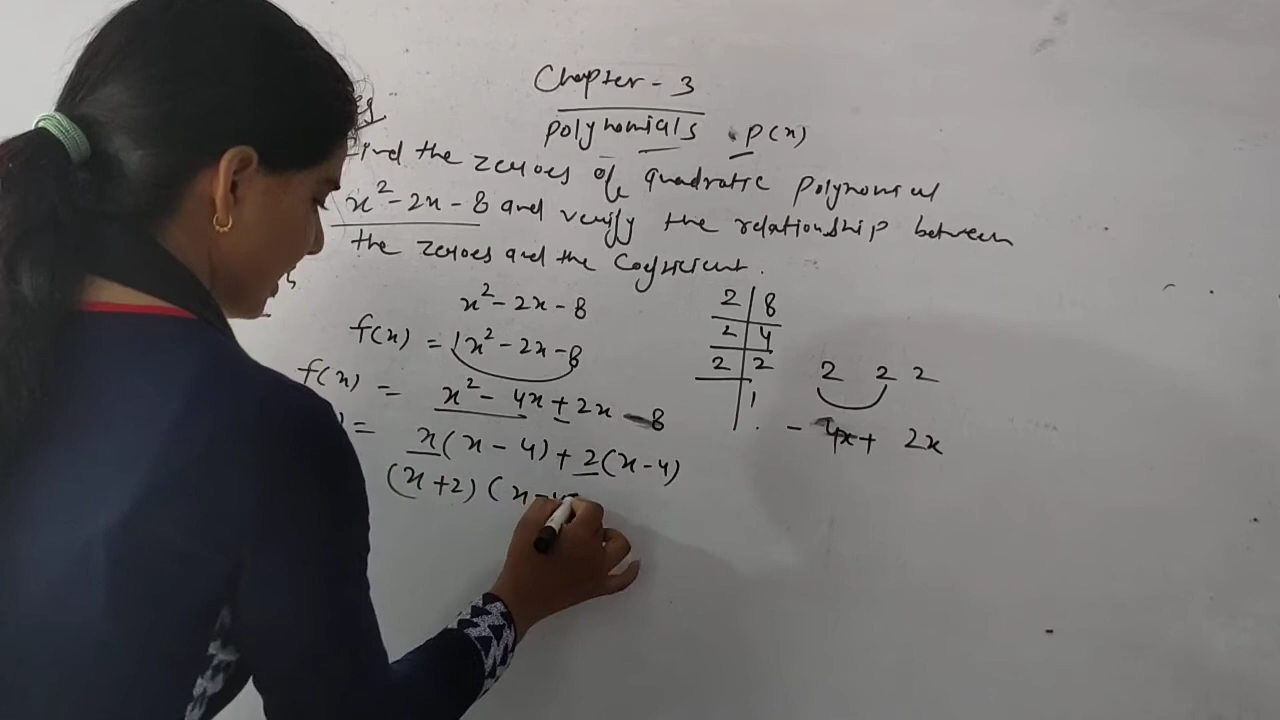 Chapter - 3
polynomials . p(x)
Find the zeroes of quadratic polynomial
x² - 2x - 8 and verify the relationship between
the zeroes and the coefficient.
x² - 2x - 8
f(x) = 1x² - 2x - 8
f(x) = x² - 4x + 2x - 8
= x(x - 4) + 2(x - 4)
(x + 2) (x - 4
2 | 8
2 | 4
2 | 2
| 1
2 2 2
- 4x + 2x